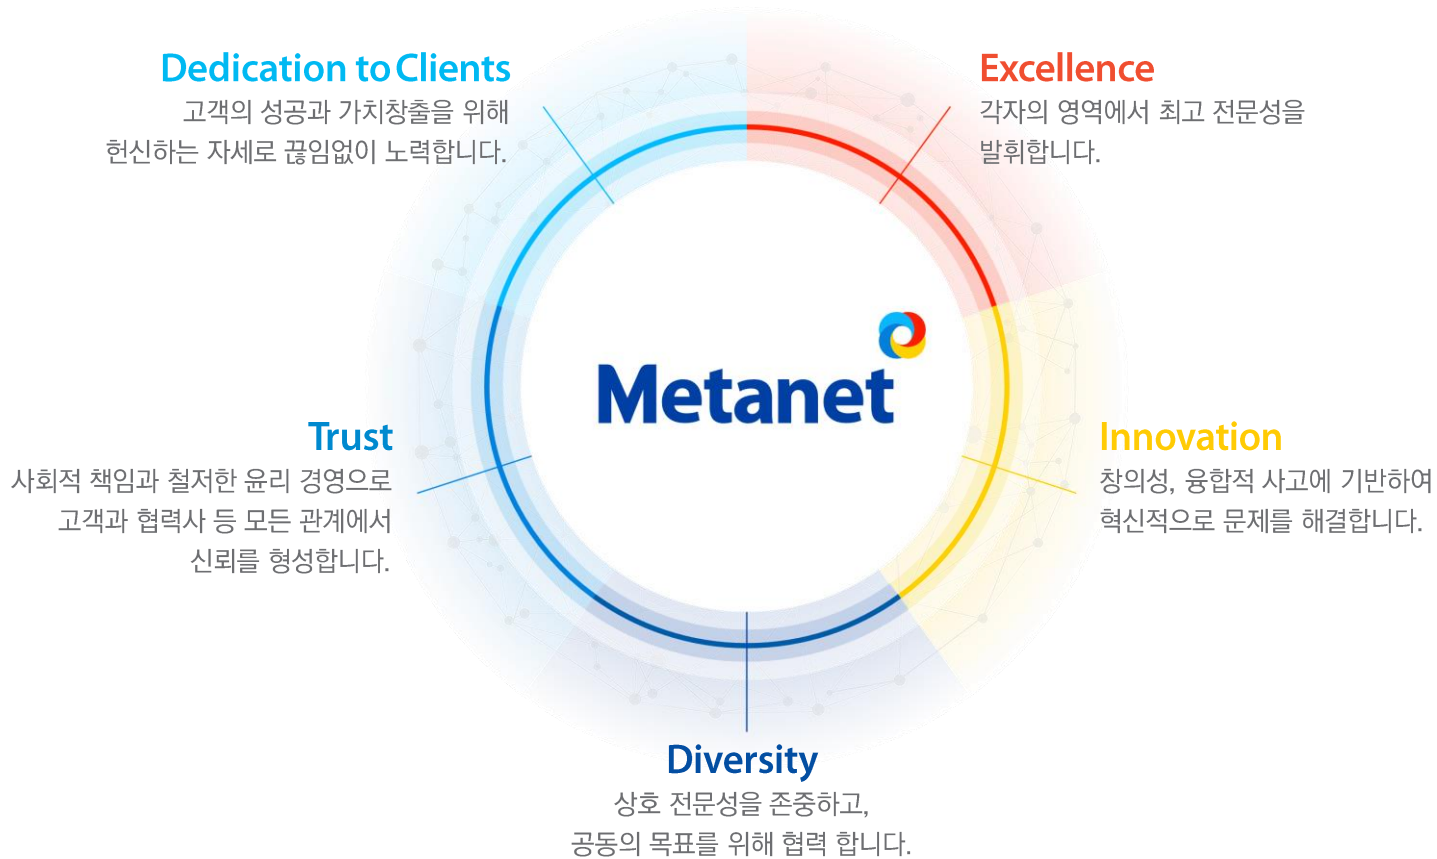 Dedication to Clients
고객의 성공과 가치창출을 위해
헌신하는 자세로 끊임없이 노력합니다.
Excellence
각자의 영역에서 최고 전문성을
발휘합니다.
Metanet
Trust
사회적 책임과 철저한 윤리 경영으로
고객과 협력사 등 모든 관계에서
신뢰를 형성합니다.
Innovation
창의성, 융합적 사고에 기반하여
혁신적으로 문제를 해결합니다.
Diversity
상호 전문성을 존중하고,
공동의 목표를 위해 협력 합니다.